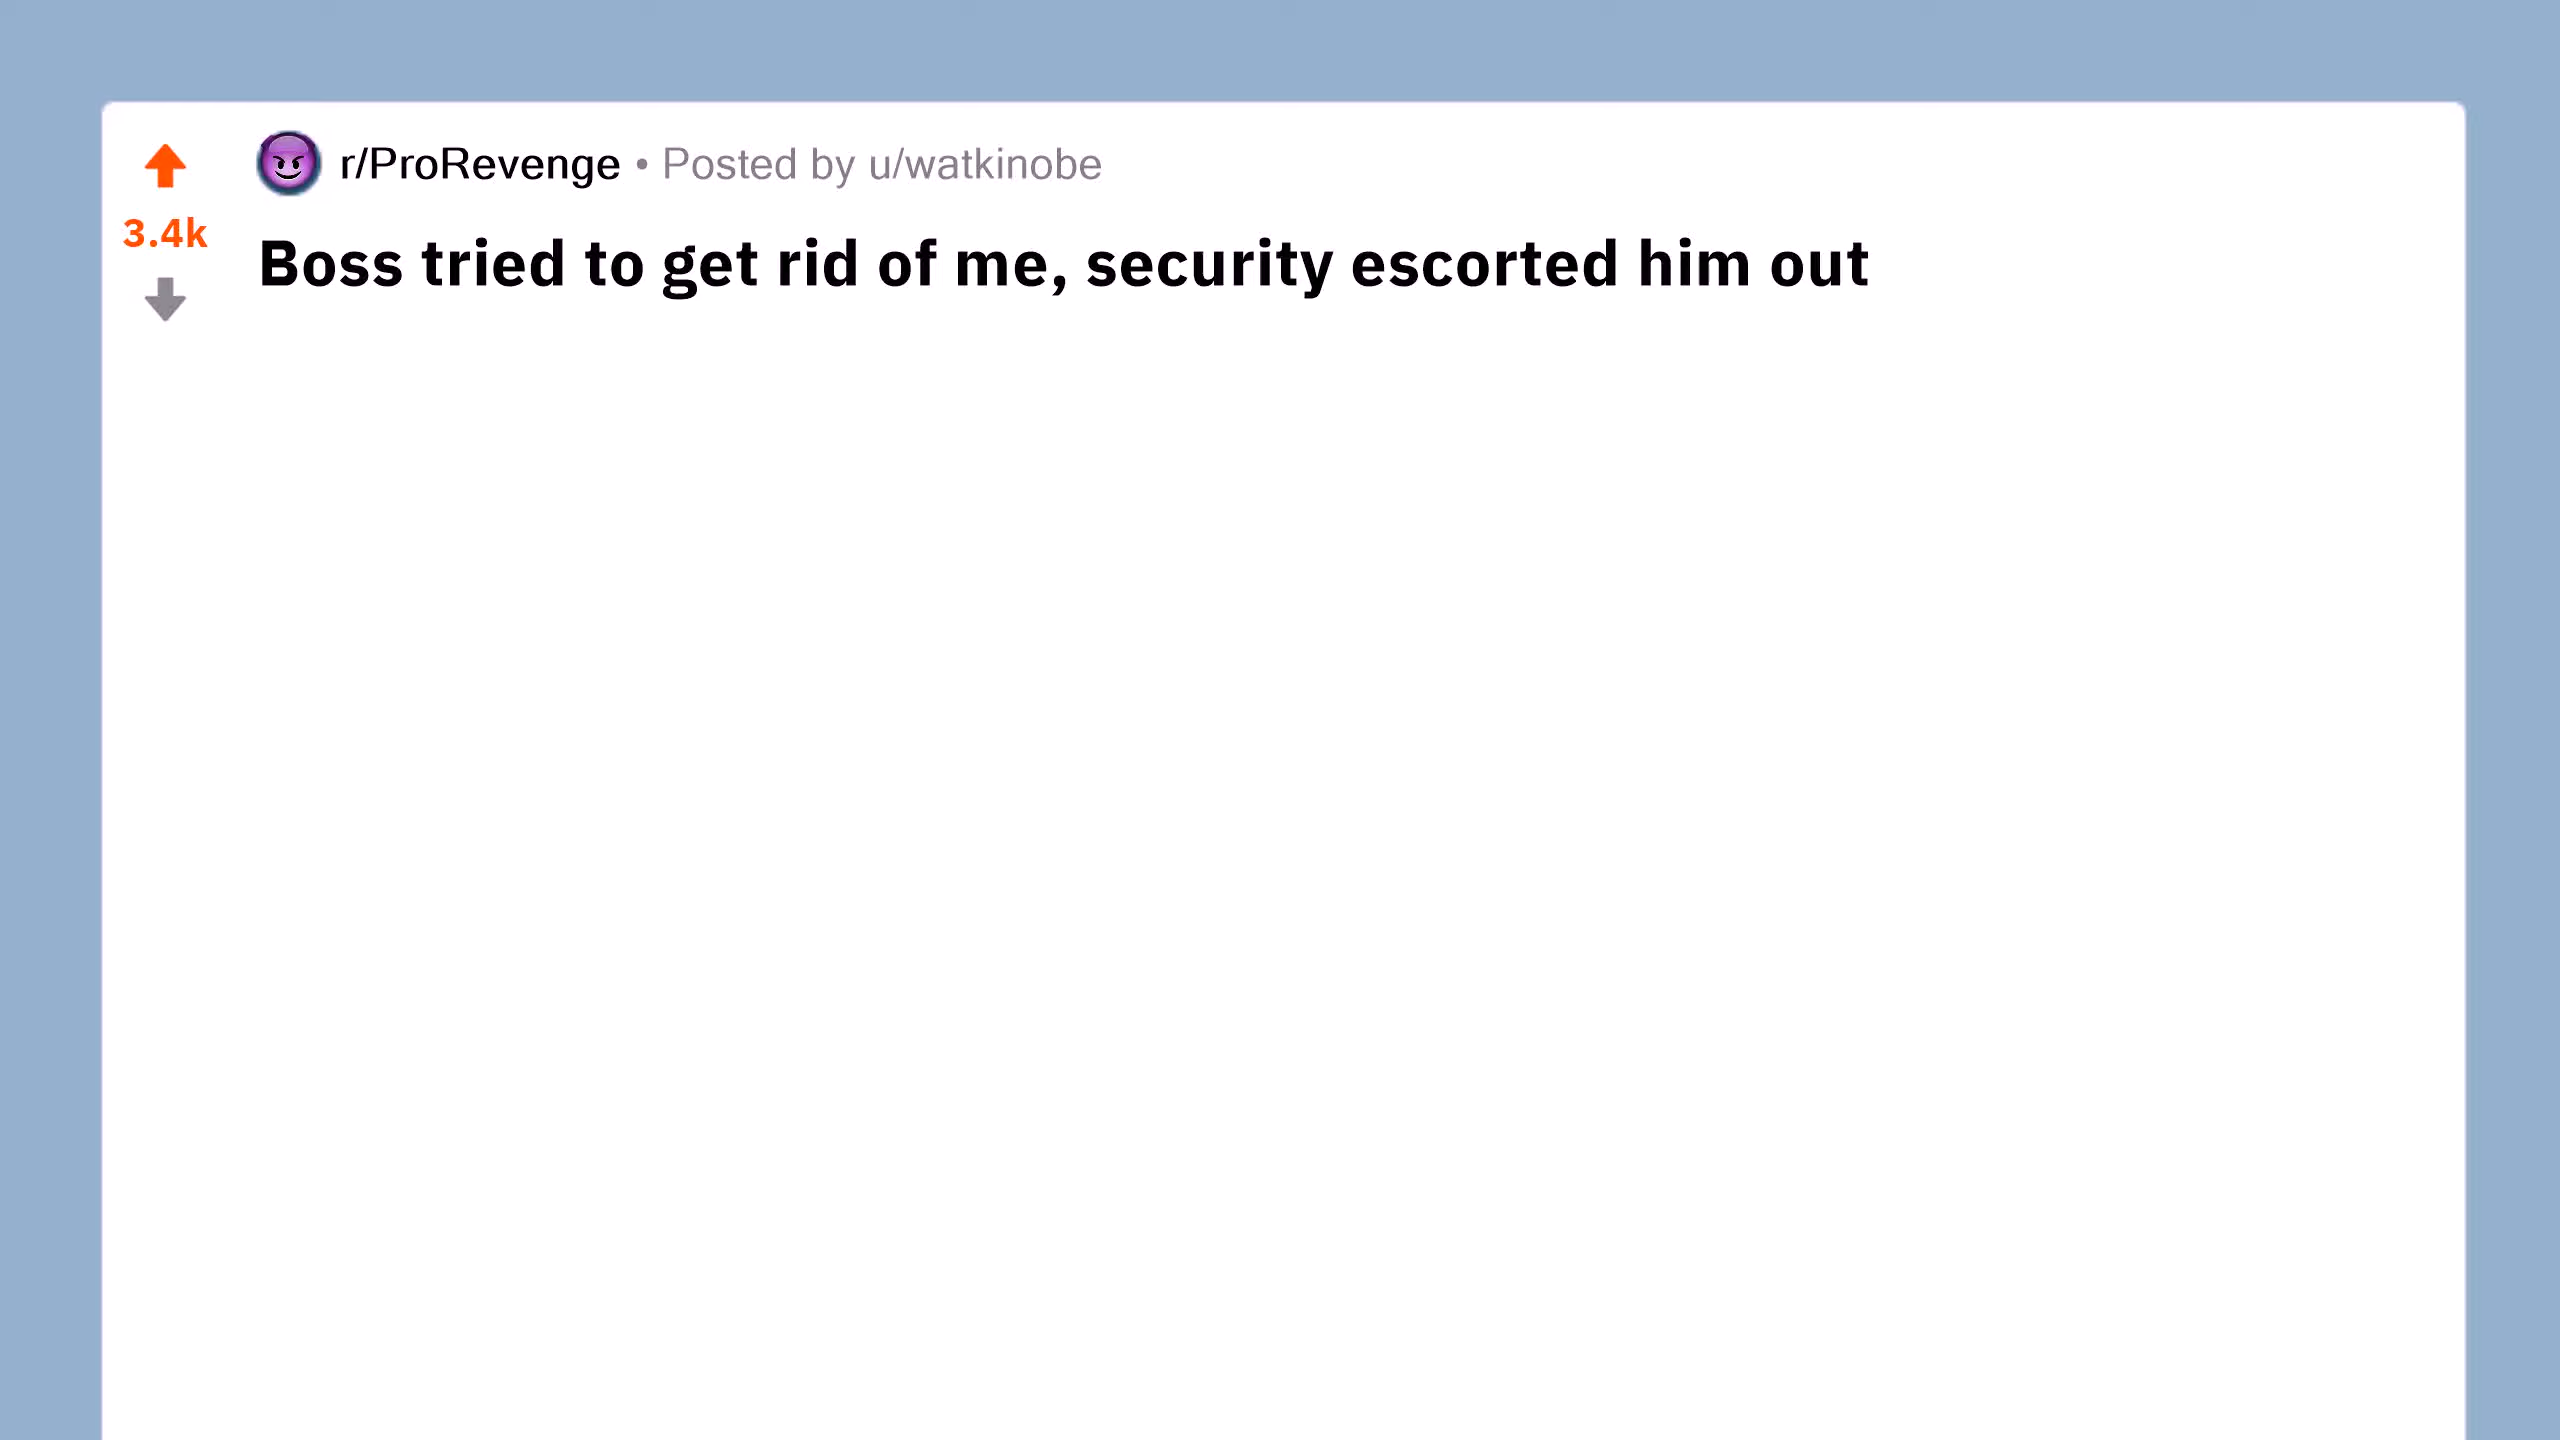 r/ProRevenge • Posted by u/watkinobe
3.4k
Boss tried to get rid of me, security escorted him out